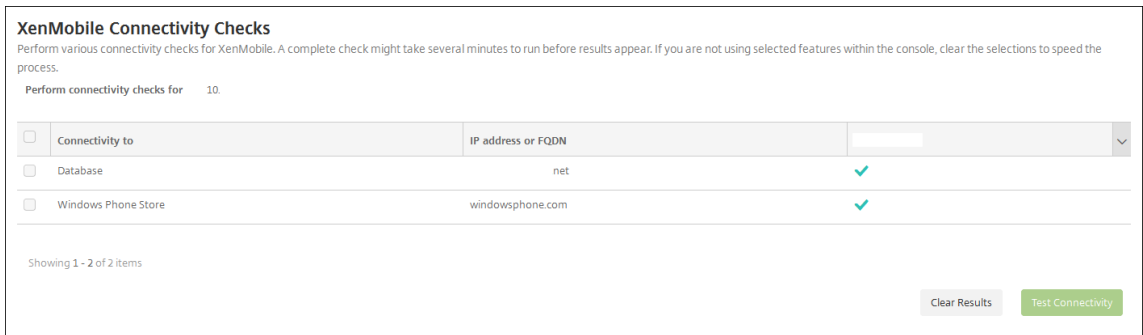 XenMobile Connectivity Checks
Perform various connectivity checks for XenMobile. A complete check might take several minutes to run before results appear. If you are not using selected features within the console, clear the selections to speed the
process.
Perform connectivity checks for 10.
Connectivity to IP address or FQDN
Database net
Windows Phone Store windowsphone.com
Showing 1 - 2 of 2 items
Clear Results Test Connectivity